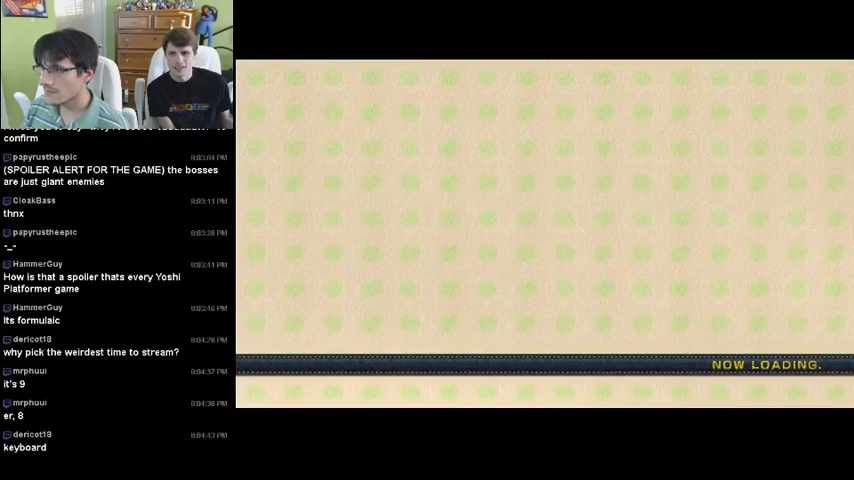 confirm
papyrustheepic 8:03:04 PM
(SPOILER ALERT FOR THE GAME) the bosses
are just giant enemies
CloakBass 8:03:11 PM
thnx
papyrustheepic 8:03:20 PM
-_-
HammerGuy 8:03:41 PM
How is that a spoiler thats every Yoshi
Platformer game
HammerGuy 8:03:46 PM
Its formulaic
dericot18 8:04:28 PM
why pick the weirdest time to stream?
mrphuui 8:04:37 PM
it's 9
mrphuui 8:04:38 PM
er, 8
dericot18 8:04:43 PM
keyboard
NOW LOADING.